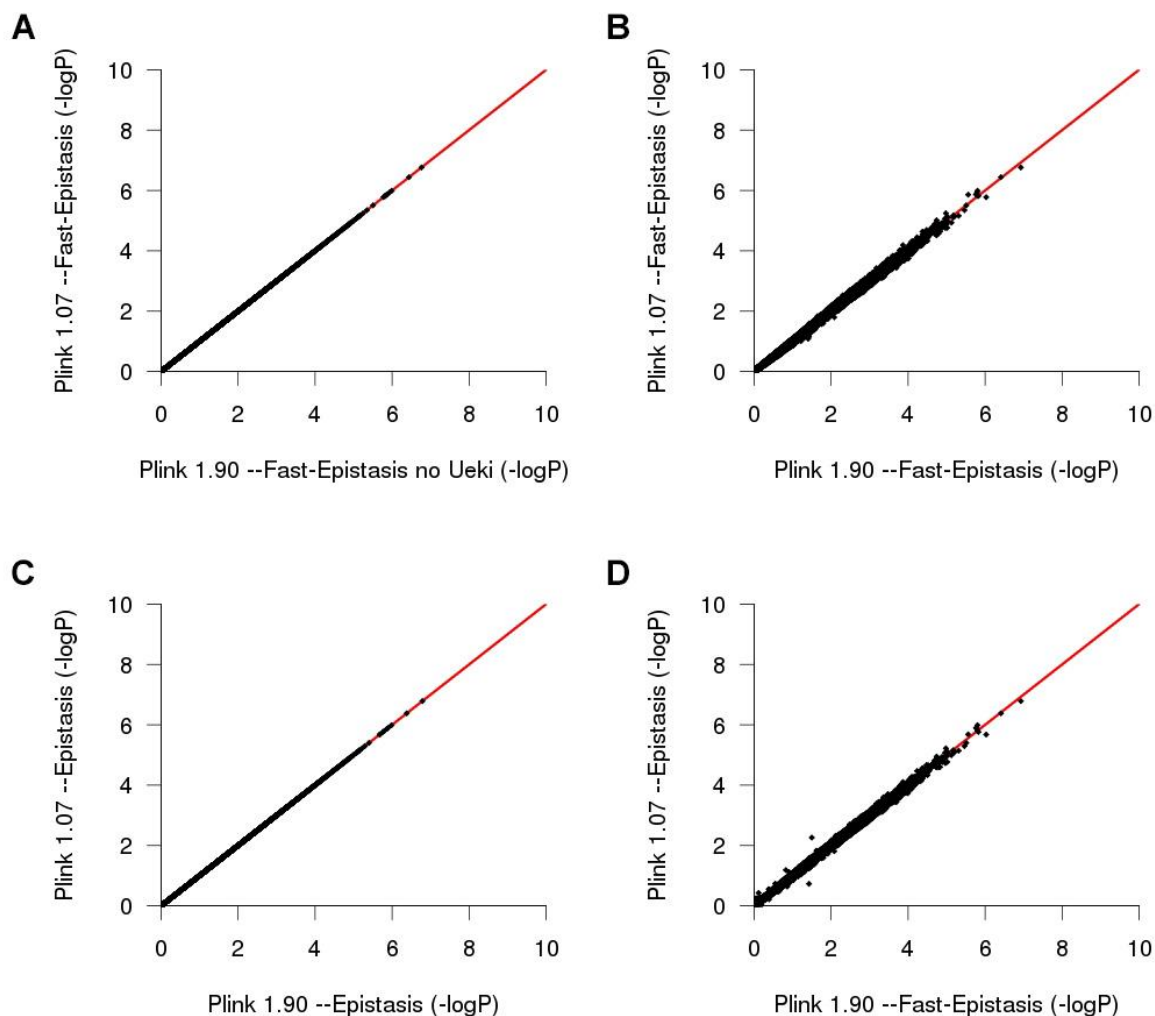 A
Plink 1.07 --Fast-Epistasis (-logP)
10
8
6
4
2
0
0 2 4 6 8 10
Plink 1.90 --Fast-Epistasis no Ueki (-logP)
B
Plink 1.07 --Fast-Epistasis (-logP)
10
8
6
4
2
0
0 2 4 6 8 10
Plink 1.90 --Fast-Epistasis (-logP)
C
Plink 1.07 --Epistasis (-logP)
10
8
6
4
2
0
0 2 4 6 8 10
Plink 1.90 --Epistasis (-logP)
D
Plink 1.07 --Epistasis (-logP)
10
8
6
4
2
0
0 2 4 6 8 10
Plink 1.90 --Fast-Epistasis (-logP)